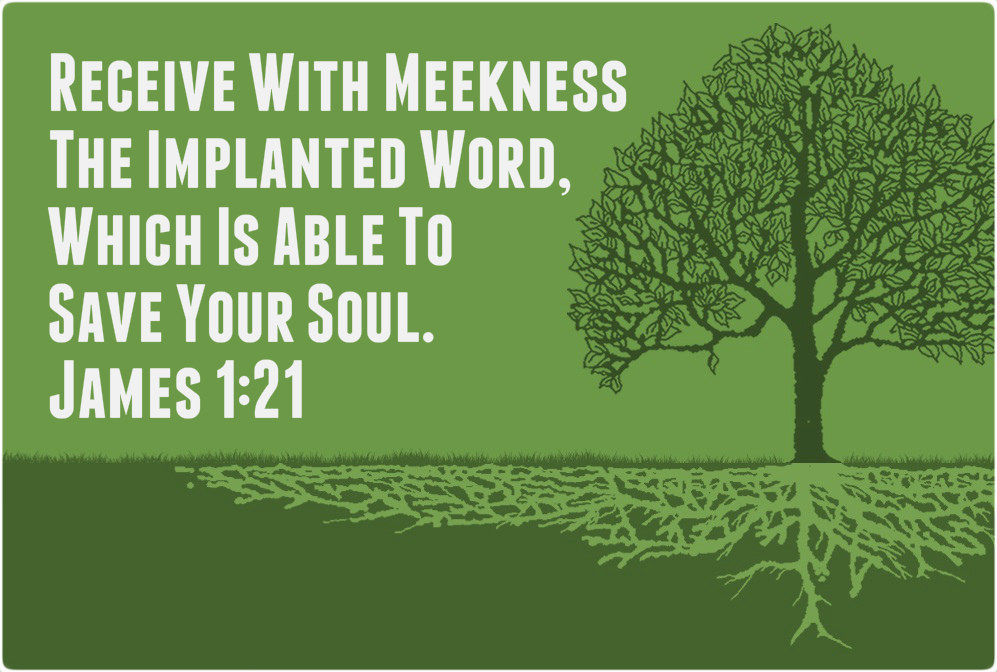 Receive With Meekness
The Implanted Word,
Which Is Able To
Save Your Soul.
James 1:21